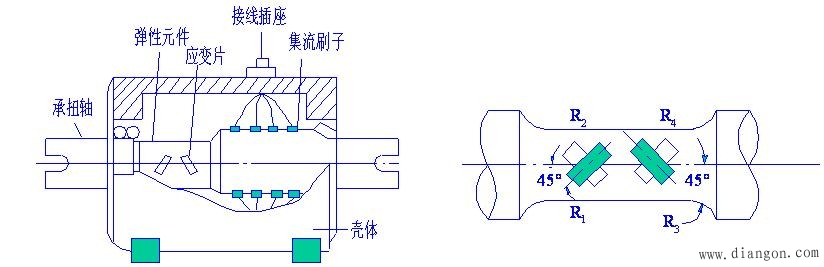 接线插座
弹性元件
应变片
集流刷子
承扭轴
壳体
R2
R4
45°
45°
R1
R3
www.diangon.com